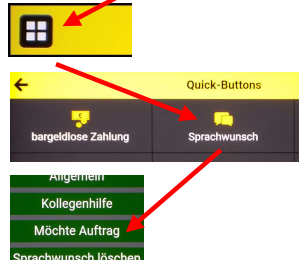 Quick-Buttons
bargeldlose Zahlung
Sprachwunsch
Allgemein
Kollegenhilfe
Möchte Auftrag
Sprachwunsch löschen